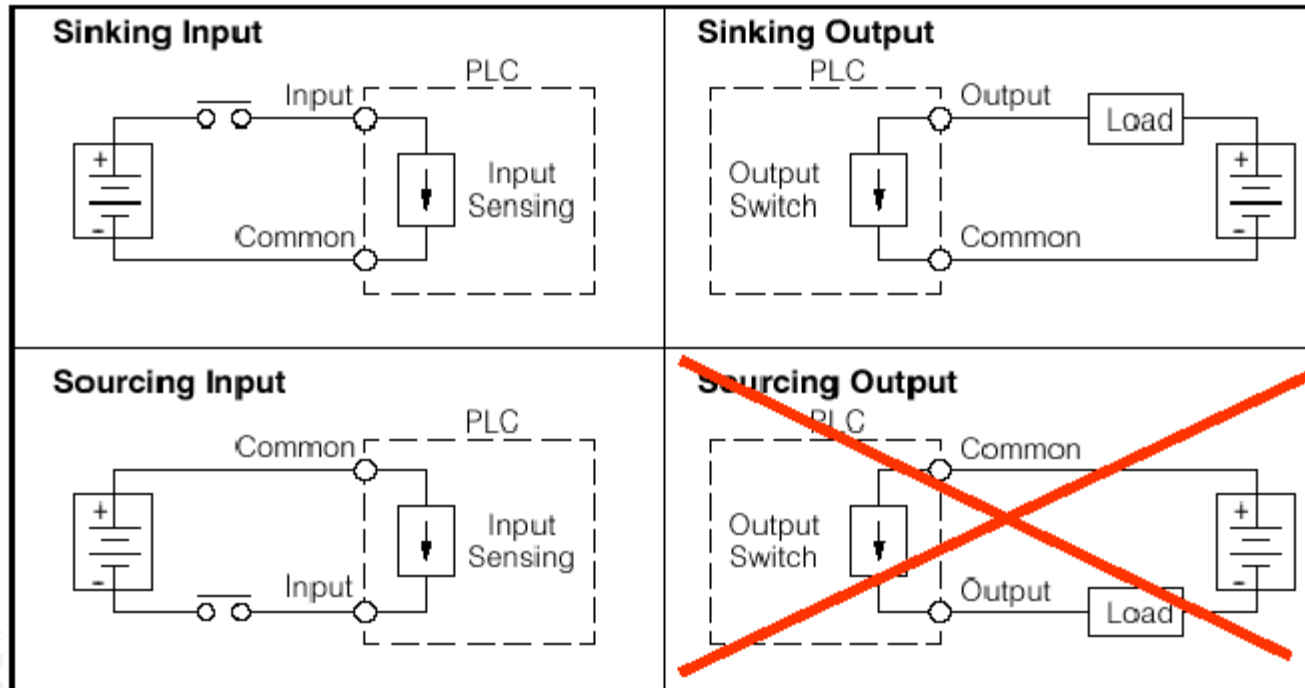 Sinking Input
PLC
Input
+
Input
Sensing
-
Common
Sinking Output
PLC
Output
Load
Output
Switch
+
-
Common
Sourcing Input
PLC
Common
+
Input
Sensing
-
Input
Sourcing Output
PLC
Common
+
Output
Switch
-
Output
Load